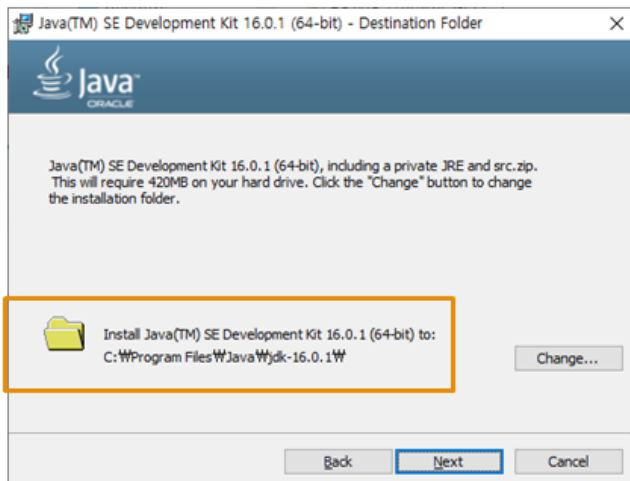 Java(TM) SE Development Kit 16.0.1 (64-bit) - Destination Folder
Java™
ORACLE
Java(TM) SE Development Kit 16.0.1 (64-bit), including a private JRE and src.zip.
This will require 420MB on your hard drive. Click the "Change" button to change
the installation folder.
Install Java(TM) SE Development Kit 16.0.1 (64-bit) to:
C:₩Program Files₩Java₩jdk-16.0.1₩
Change...
Back
Next
Cancel